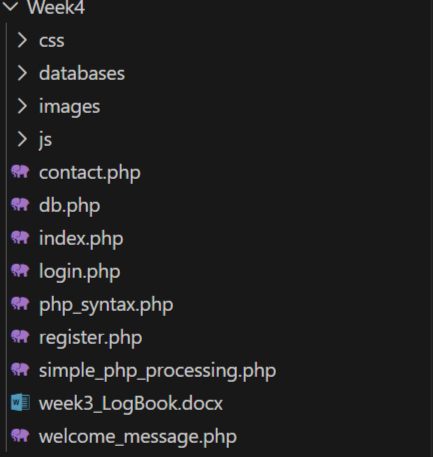 Week4
css
databases
images
js
contact.php
db.php
index.php
login.php
php_syntax.php
register.php
simple_php_processing.php
week3_LogBook.docx
welcome_message.php